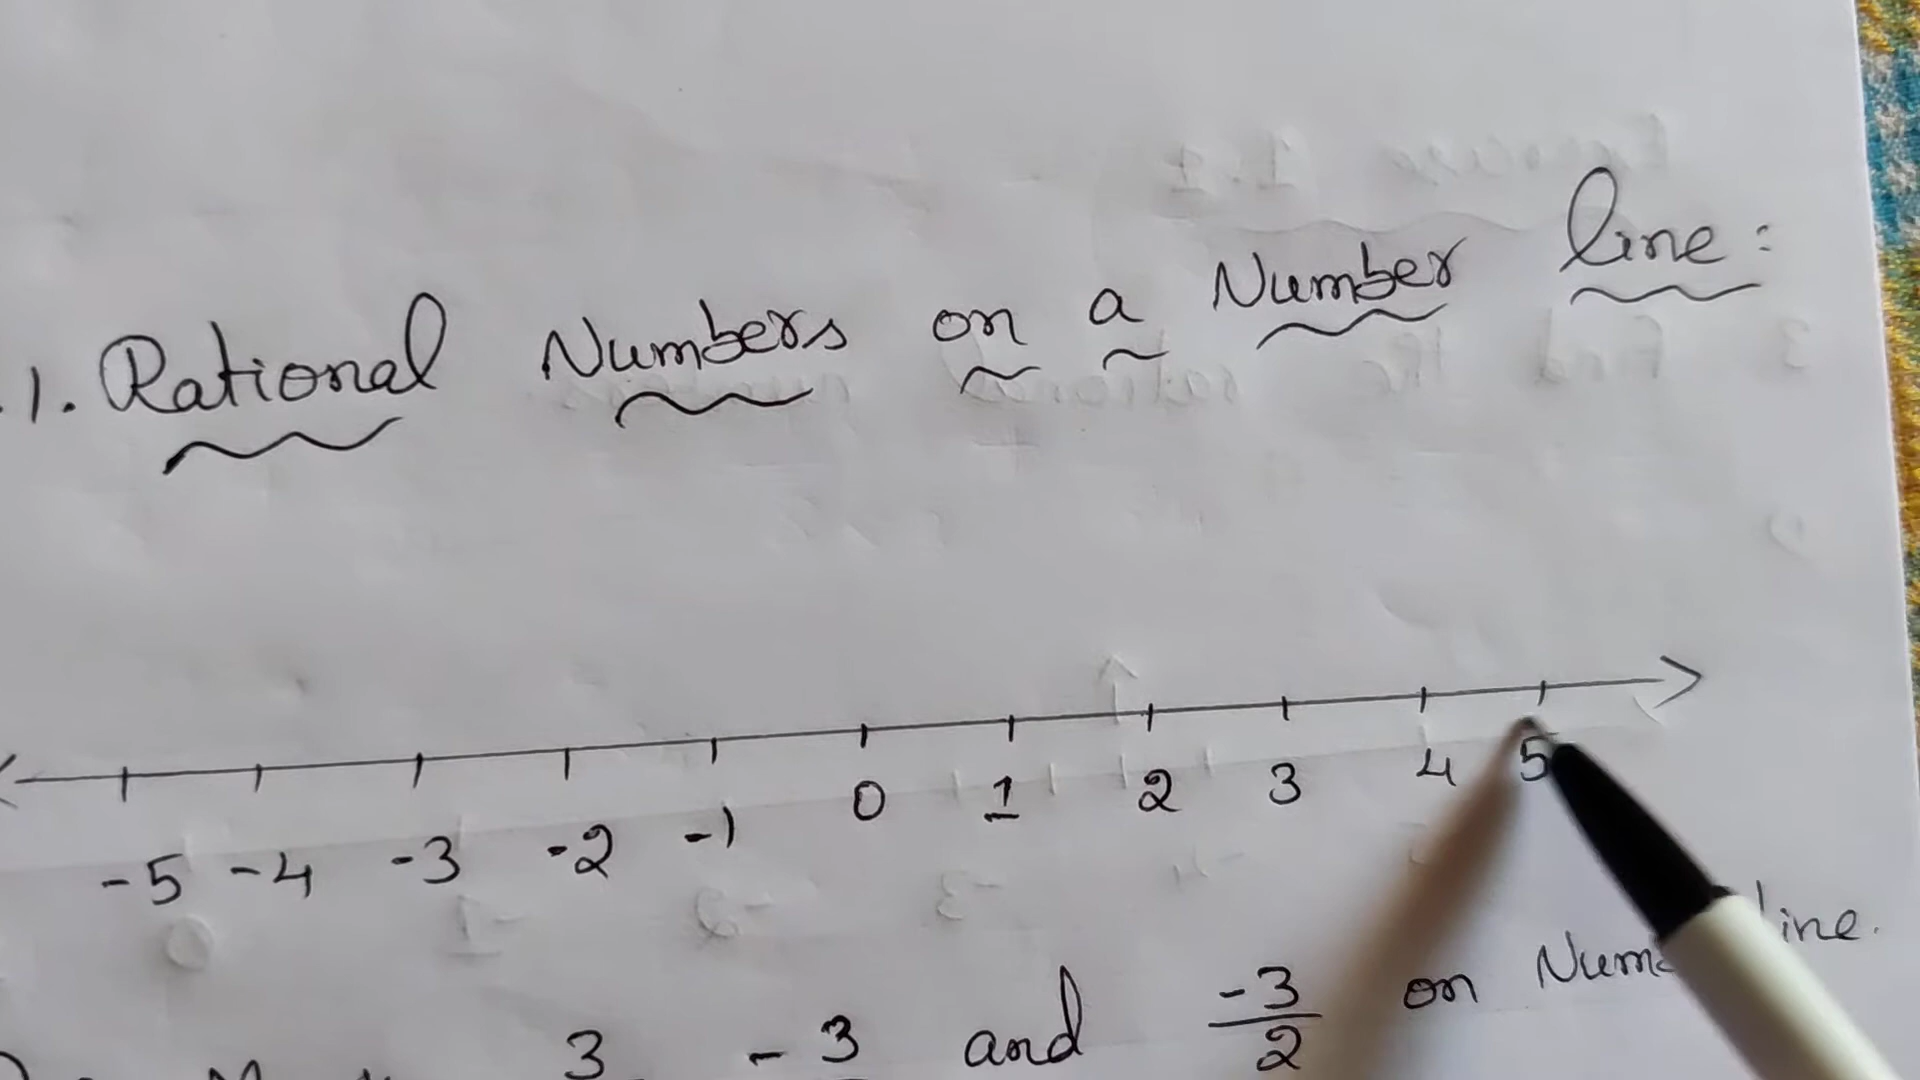 .1. Rational Numbers on a Number line:
0 1 2 3 4 5
-5 -4 -3 -2 -1
3 -3 and -3/2 on line.